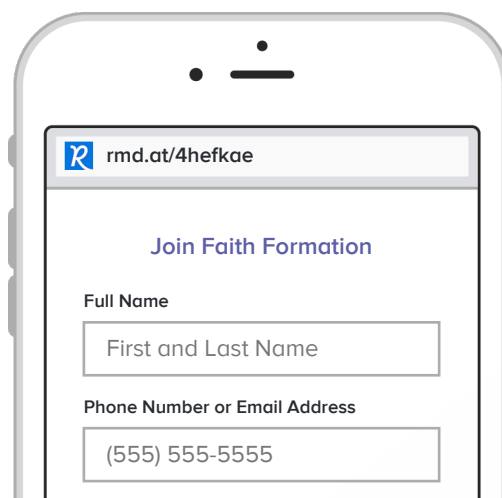 rmd.at/4hefkae
Join Faith Formation
Full Name
First and Last Name
Phone Number or Email Address
(555) 555-5555